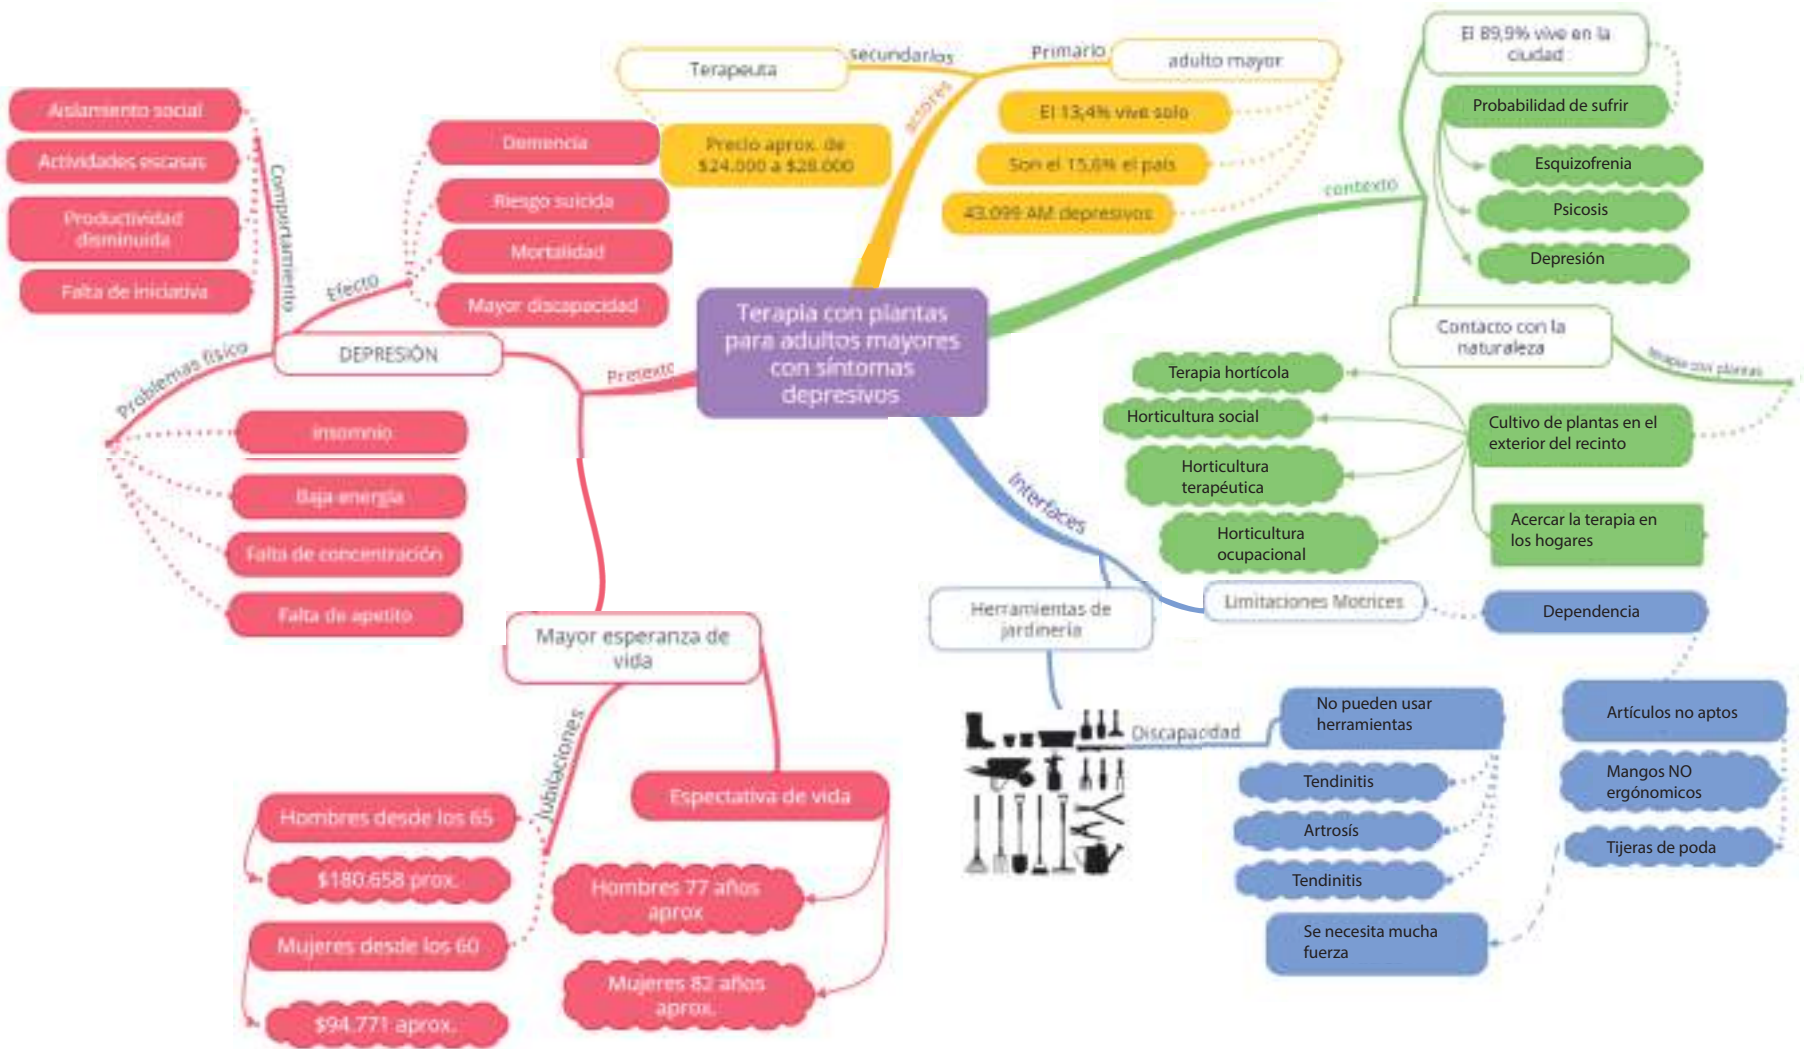 Terapia con plantas
para adultos mayores
con síntomas
depresivos
actores
secundarios
Terapeuta
Precio aprox. de
$24.000 a $28.000
Primario
adulto mayor
El 13,4% vive solo
Son el 15,6% el país
43.099 AM depresivos
contexto
El 89,9% vive en la
ciudad
Probabilidad de sufrir
Esquizofrenia
Psicosis
Depresión
Contacto con la
naturaleza
terapia con plantas
Cultivo de plantas en el
exterior del recinto
Terapia hortícola
Horticultura social
Horticultura
terapéutica
Horticultura
ocupacional
Acercar la terapia en
los hogares
Interfaces
Limitaciones Motrices
Dependencia
Artículos no aptos
Mangos NO
ergónomicos
Tijeras de poda
Herramientas de
jardinería
Discapacidad
No pueden usar
herramientas
Tendinitis
Artrosís
Tendinitis
Se necesita mucha
fuerza
Pretexto
DEPRESIÓN
Comportamiento
Aislamiento social
Actividades escasas
Productividad
disminuida
Falta de iniciativa
Efecto
Demencia
Riesgo suicida
Mortalidad
Mayor discapacidad
Problemas físico
insomnio
Baja energía
Falta de concentración
Falta de apetito
Mayor esperanza de
vida
Jubilaciones
Hombres desde los 65
$180.658 prox.
Mujeres desde los 60
$94.771 aprox.
Espectativa de vida
Hombres 77 años
aprox
Mujeres 82 años
aprox.